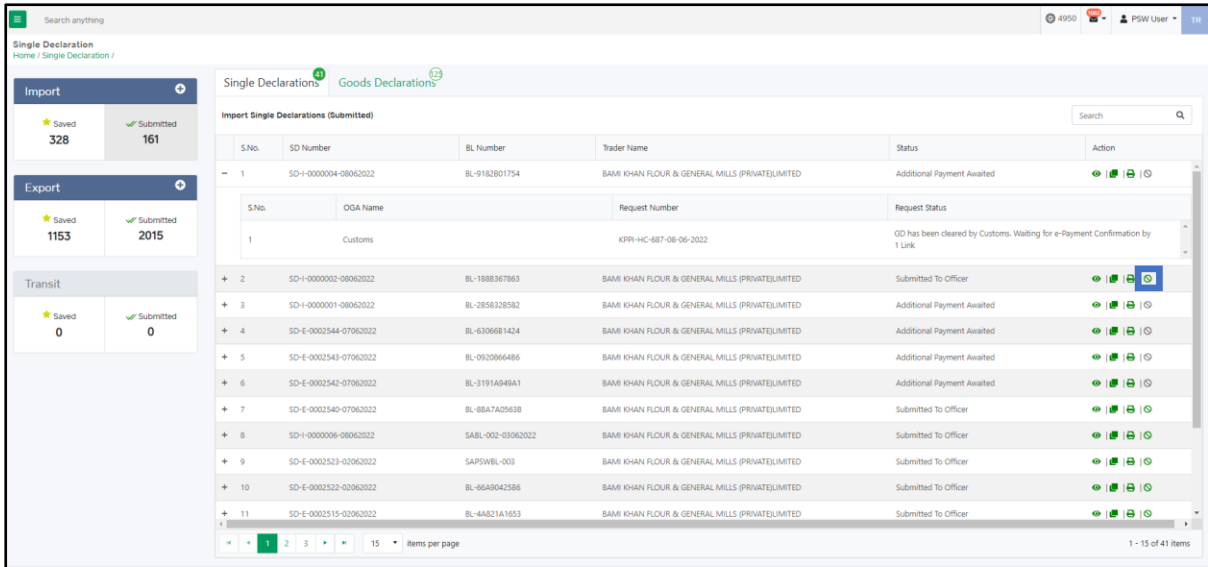 Search anything 4950 PSW User TR
Single Declaration
Home / Single Declaration /
Import
Saved Submitted
328 161
Export
Saved Submitted
1153 2015
Transit
Saved Submitted
0 0
Single Declarations 41 Goods Declarations 125
Import Single Declarations (Submitted) Search
S.No. SD Number BL Number Trader Name Status Action
1 SD-I-0000004-08062022 BL-9182801754 BAMI KHAN FLOUR & GENERAL MILLS (PRIVATE)LIMITED Additional Payment Awaited
S.No. OGA Name Request Number Request Status
1 Customs KPPI-HC-687-08-06-2022 GD has been cleared by Customs. Waiting for e-Payment Confirmation by
1 Link
2 SD-I-0000002-08062022 BL-1888367863 BAMI KHAN FLOUR & GENERAL MILLS (PRIVATE)LIMITED Submitted To Officer
3 SD-I-0000001-08062022 BL-2858328582 BAMI KHAN FLOUR & GENERAL MILLS (PRIVATE)LIMITED Additional Payment Awaited
4 SD-E-0002544-07062022 BL-63066B1424 BAMI KHAN FLOUR & GENERAL MILLS (PRIVATE)LIMITED Additional Payment Awaited
5 SD-E-0002543-07062022 BL-0920866486 BAMI KHAN FLOUR & GENERAL MILLS (PRIVATE)LIMITED Additional Payment Awaited
6 SD-E-0002542-07062022 BL-3191A949A1 BAMI KHAN FLOUR & GENERAL MILLS (PRIVATE)LIMITED Additional Payment Awaited
7 SD-E-0002540-07062022 BL-88A7A05638 BAMI KHAN FLOUR & GENERAL MILLS (PRIVATE)LIMITED Submitted To Officer
8 SD-I-0000006-08062022 SABL-002-03062022 BAMI KHAN FLOUR & GENERAL MILLS (PRIVATE)LIMITED Submitted To Officer
9 SD-E-0002523-02062022 SAPSWBL-003 BAMI KHAN FLOUR & GENERAL MILLS (PRIVATE)LIMITED Submitted To Officer
10 SD-E-0002522-02062022 BL-66A9042586 BAMI KHAN FLOUR & GENERAL MILLS (PRIVATE)LIMITED Submitted To Officer
11 SD-E-0002515-02062022 BL-4A821A1653 BAMI KHAN FLOUR & GENERAL MILLS (PRIVATE)LIMITED Submitted To Officer
1 2 3 15 items per page 1 - 15 of 41 items